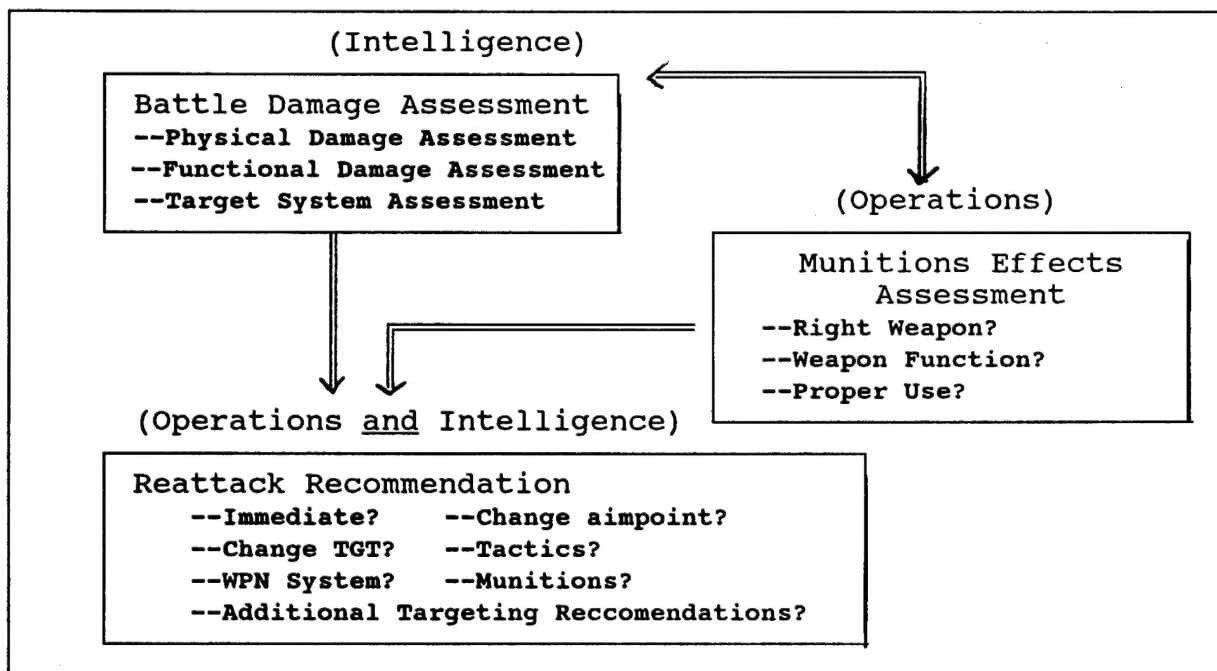 (Intelligence)
Battle Damage Assessment
--Physical Damage Assessment
--Functional Damage Assessment
--Target System Assessment
(Operations)
Munitions Effects
Assessment
--Right Weapon?
--Weapon Function?
--Proper Use?
(Operations and Intelligence)
Reattack Recommendation
--Immediate? --Change aimpoint?
--Change TGT? --Tactics?
--WPN System? --Munitions?
--Additional Targeting Reccomendations?